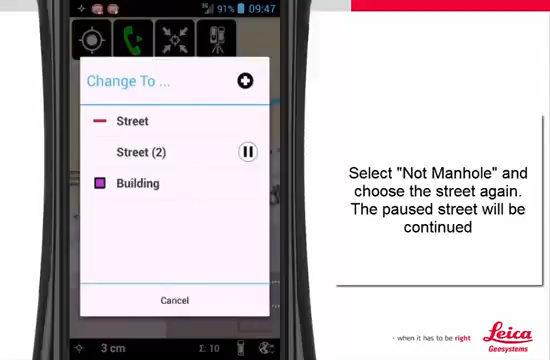 3G 91% 09:47
Change To ...
Street
Street (2)
Building
Cancel
3 cm Σ: 10
Select "Not Manhole" and
choose the street again.
The paused street will be
continued
- when it has to be right
Leica
Geosystems